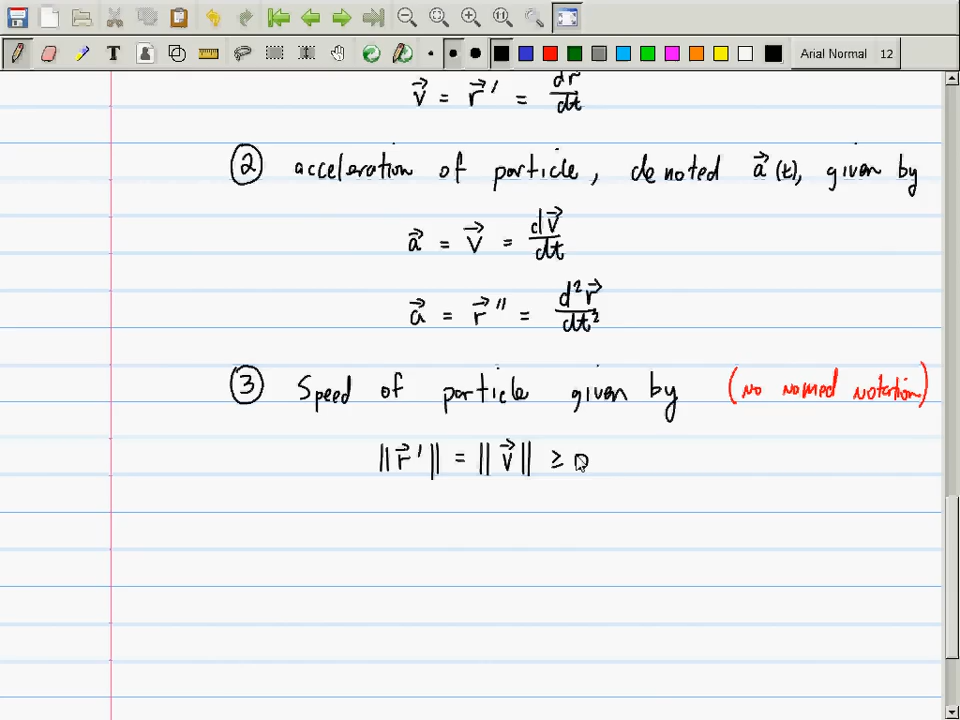 Arial Normal 12
v⃗ = r⃗ ′ = dr⃗/dt
② acceleration of particle, denoted a⃗(t), given by
a⃗ = v⃗ = dv⃗/dt
a⃗ = r⃗ ″ = d²r⃗/dt²
③ Speed of particle given by (no nomed notation)
‖r⃗ ′‖ = ‖v⃗‖ ≥ 0